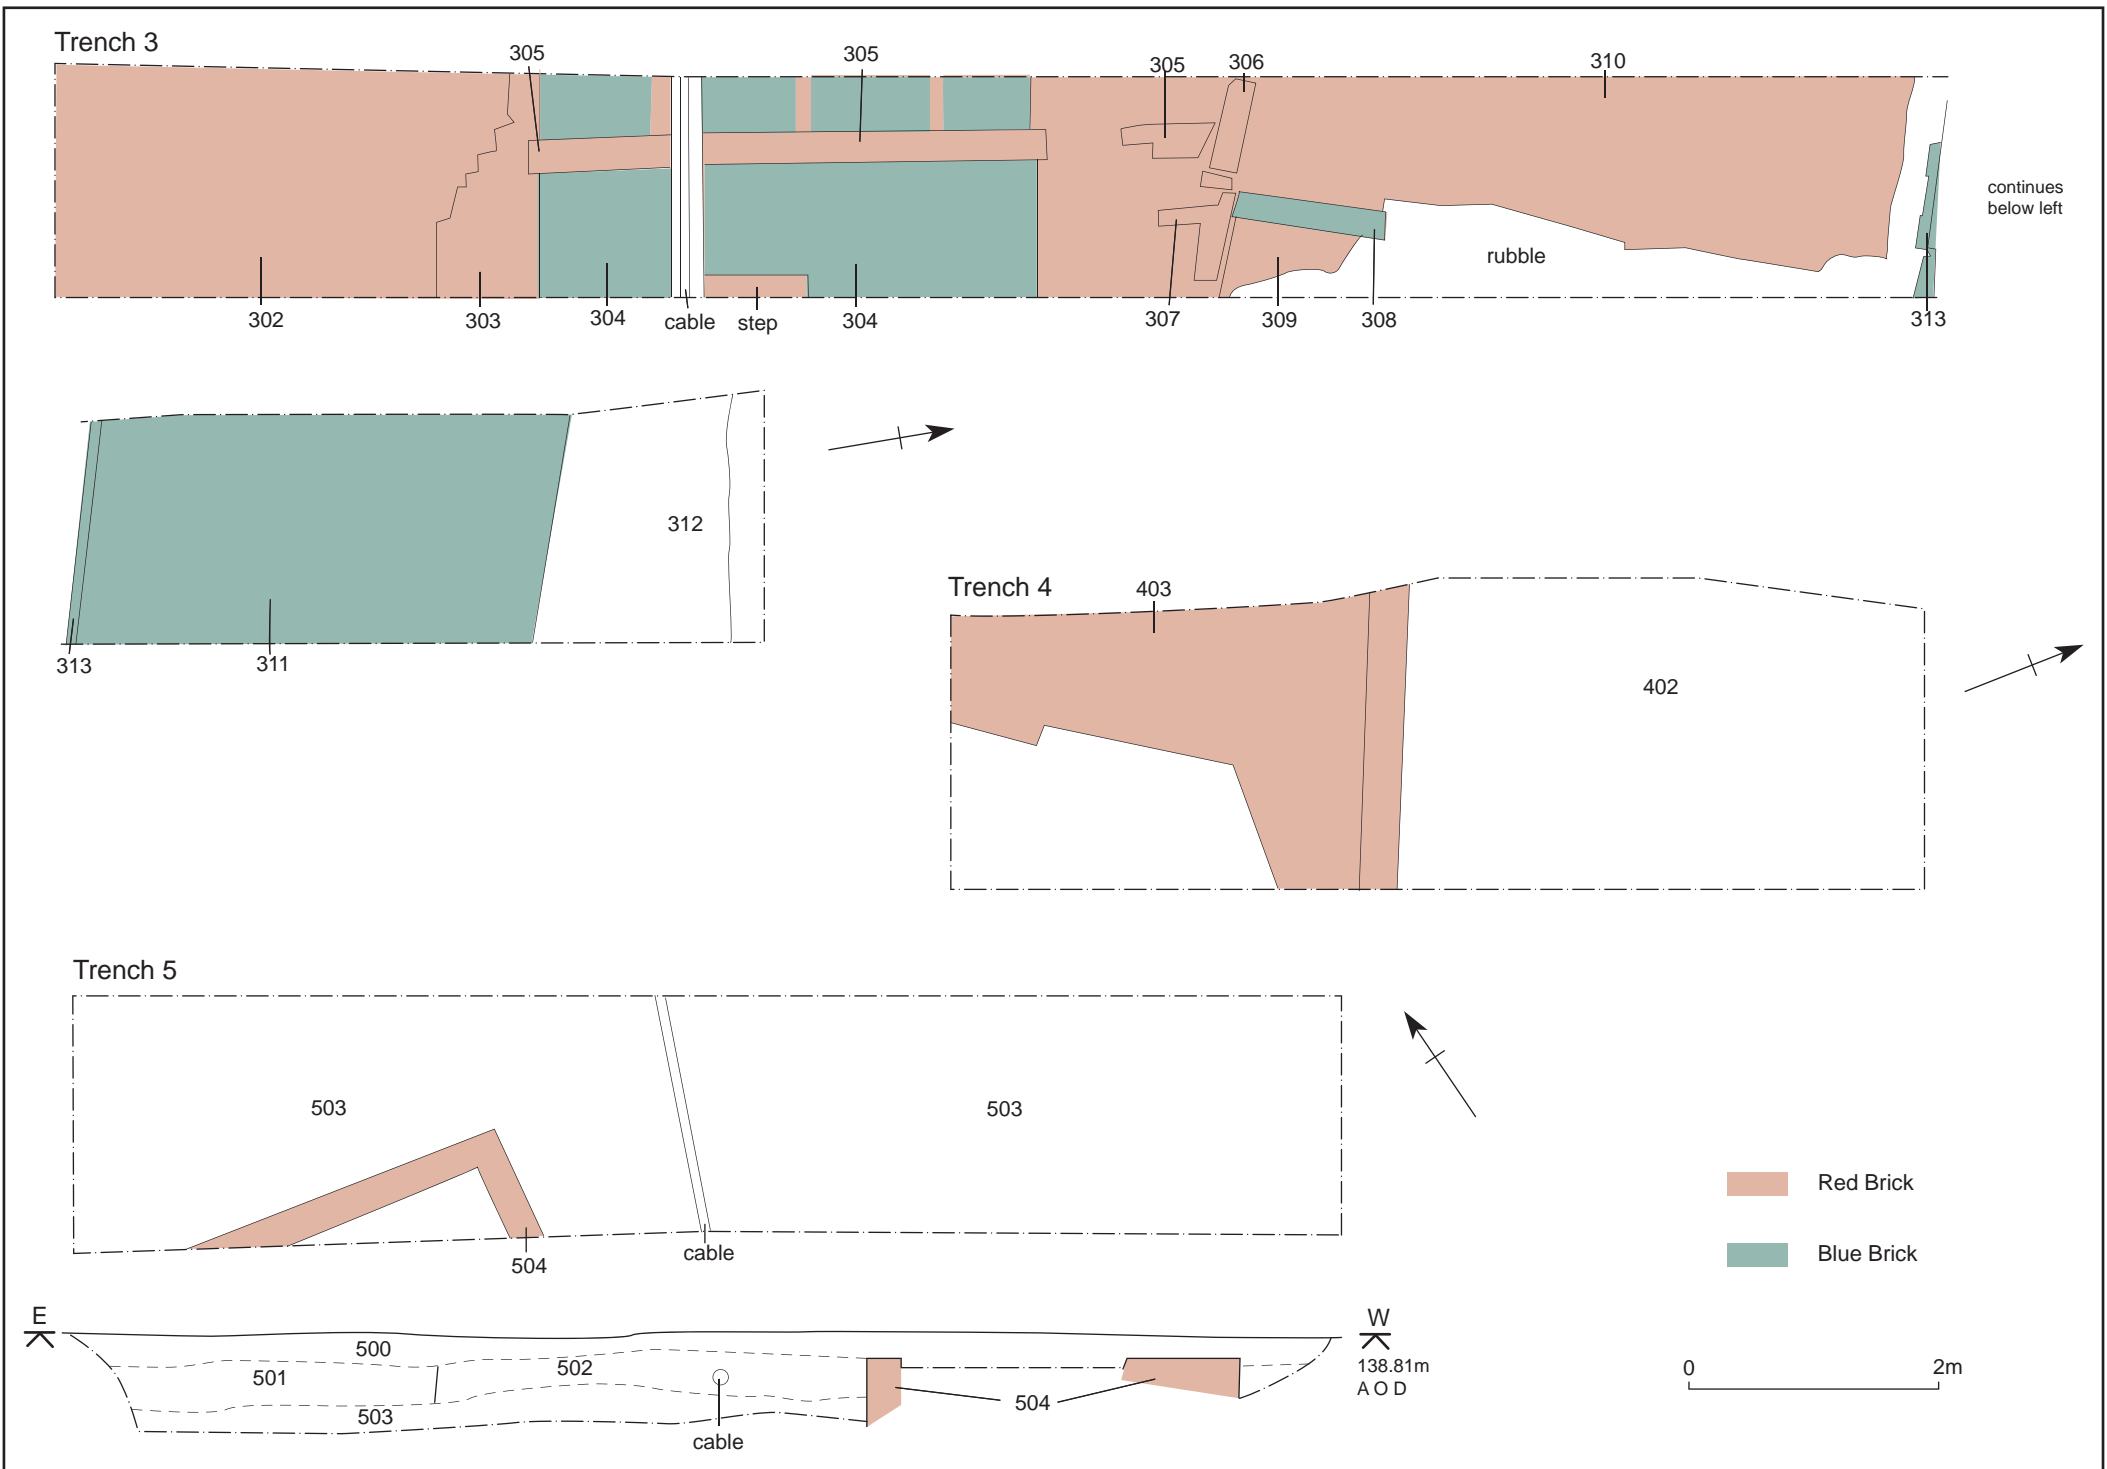 Trench 3
305
305
305
306
310
continues
below left
rubble
302
303
304
cable
step
304
307
309
308
313
312
313
311
Trench 4
403
402
Trench 5
503
503
504
cable
Red Brick
Blue Brick
E
W
500
501
502
503
504
cable
138.81m
A O D
0
2m